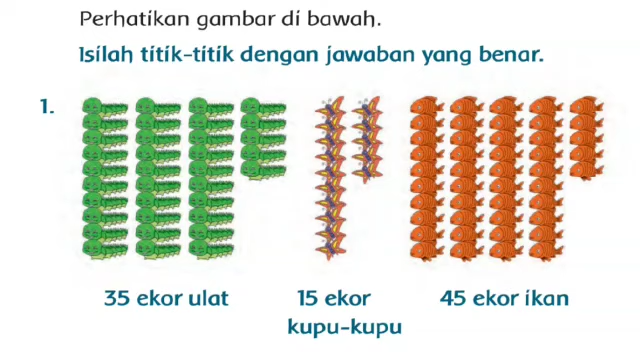 Perhatikan gambar di bawah.
Isilah titik-titik dengan jawaban yang benar.
1.
35 ekor ulat
15 ekor kupu-kupu
45 ekor ikan